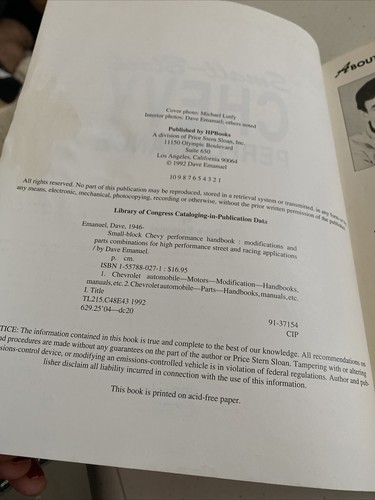 Cover photo: Michael Lutfy
Interior photos: Dave Emanuel; others noted
Published by HPBooks
A division of Price Stern Sloan, Inc.
11150 Olympic Boulevard
Suite 650
Los Angeles, California 90064
© 1992 Dave Emanuel
10 9 8 7 6 5 4 3 2 1
All rights reserved. No part of this publication may be reproduced, stored in a retrieval system or transmitted, in any form, or by
any means, electronic, mechanical, photocopying, recording or otherwise, without the prior written permission of the publisher.
Library of Congress Cataloging-in-Publication Data
Emanuel, Dave, 1946-
Small-block Chevy performance handbook : modifications and
parts combinations for high performance street and racing applications
/ by Dave Emanuel.
p. cm.
ISBN 1-55788-027-1 : $16.95
1. Chevrolet automobile—Motors—Modification—Handbooks,
manuals, etc. 2. Chevrolet automobile—Parts—Handbooks, manuals, etc.
I. Title
TL215.C48E43 1992
629.25'04—dc20
91-37154
CIP
TICE: The information contained in this book is true and complete to the best of our knowledge. All recommendations on
d procedures are made without any guarantees on the part of the author or Price Stern Sloan. Tampering with or altering
sions-control device, or modifying an emissions-controlled vehicle is in violation of federal regulations. Author and pub-
lisher disclaim all liability incurred in connection with the use of this information.
This book is printed on acid-free paper.
ABOUT